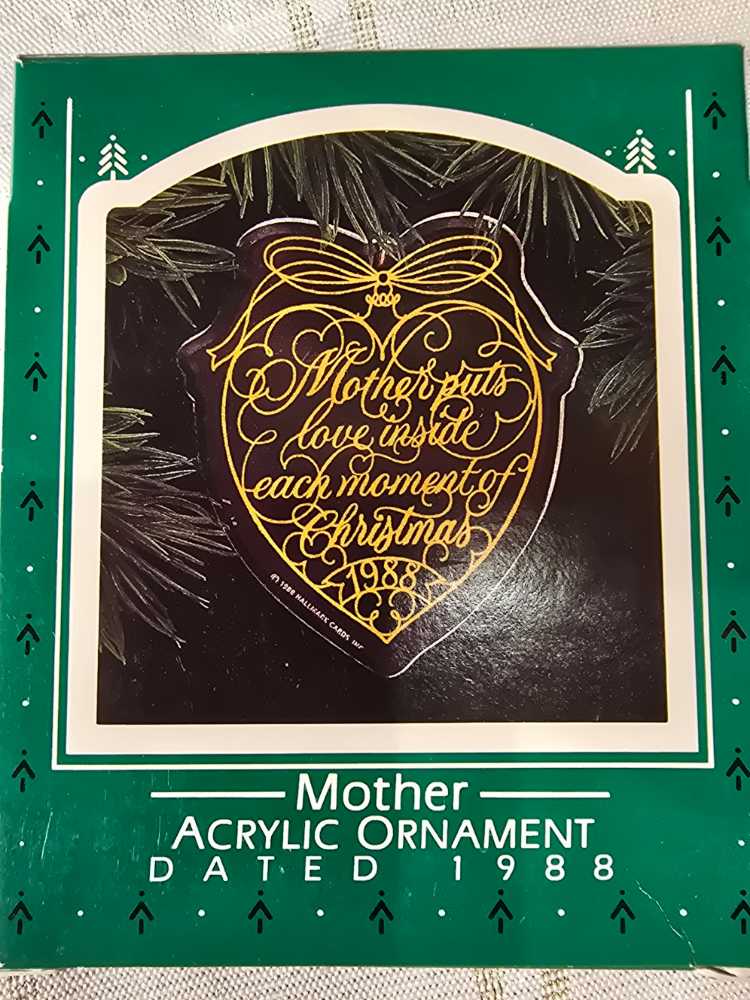 Mother puts
love inside
each moment of
Christmas
1988
© 1988 HALLMARK CARDS INC
Mother
ACRYLIC ORNAMENT
DATED 1988